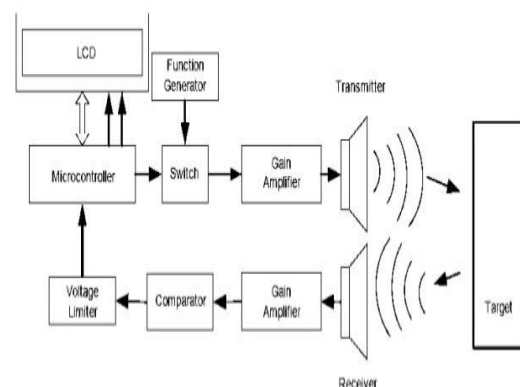 LCD
Function
Generator
Transmitter
Microcontroller
Switch
Gain
Amplifier
Voltage
Limiter
Comparator
Gain
Amplifier
Target
Receiver